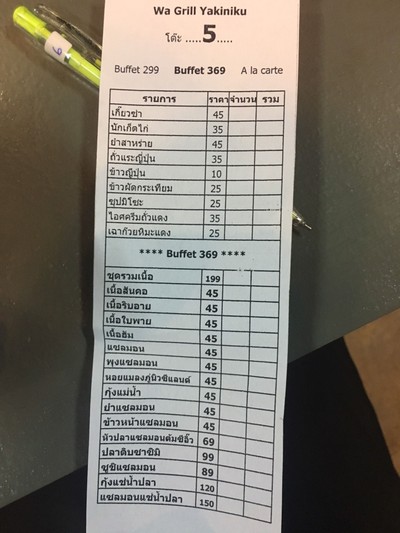 Wa Grill Yakiniku
โต๊ะ .....5.....
Buffet 299 Buffet 369 A la carte
รายการ ราคา จำนวน รวม
เกี๊ยวซ่า 45
นักเก็ตไก่ 35
ยำสาหร่าย 45
ถั่วแระญี่ปุ่น 35
ข้าวญี่ปุ่น 10
ข้าวผัดกระเทียม 25
ซุปมิโซะ 25
ไอศครีมถั่วแดง 35
เฉาก๊วยหิมะแดง 25
**** Buffet 369 ****
ชุดรวมเนื้อ 199
เนื้อสันคอ 45
เนื้อริบอาย 45
เนื้อใบพาย 45
เนื้อฮิม 45
แซลมอน 45
พุงแซลมอน 45
หอยแมลงภู่นิวซีแลนด์ 45
กุ้งแม่น้ำ 45
ยำแซลมอน 45
ข้าวหน้าแซลมอน 45
หัวปลาแซลมอนต้มซีอิ๊ว 69
ปลาดิบซาซิมิ 99
ซูชิแซลมอน 89
กุ้งแช่น้ำปลา 120
แซลมอนแช่น้ำปลา 150